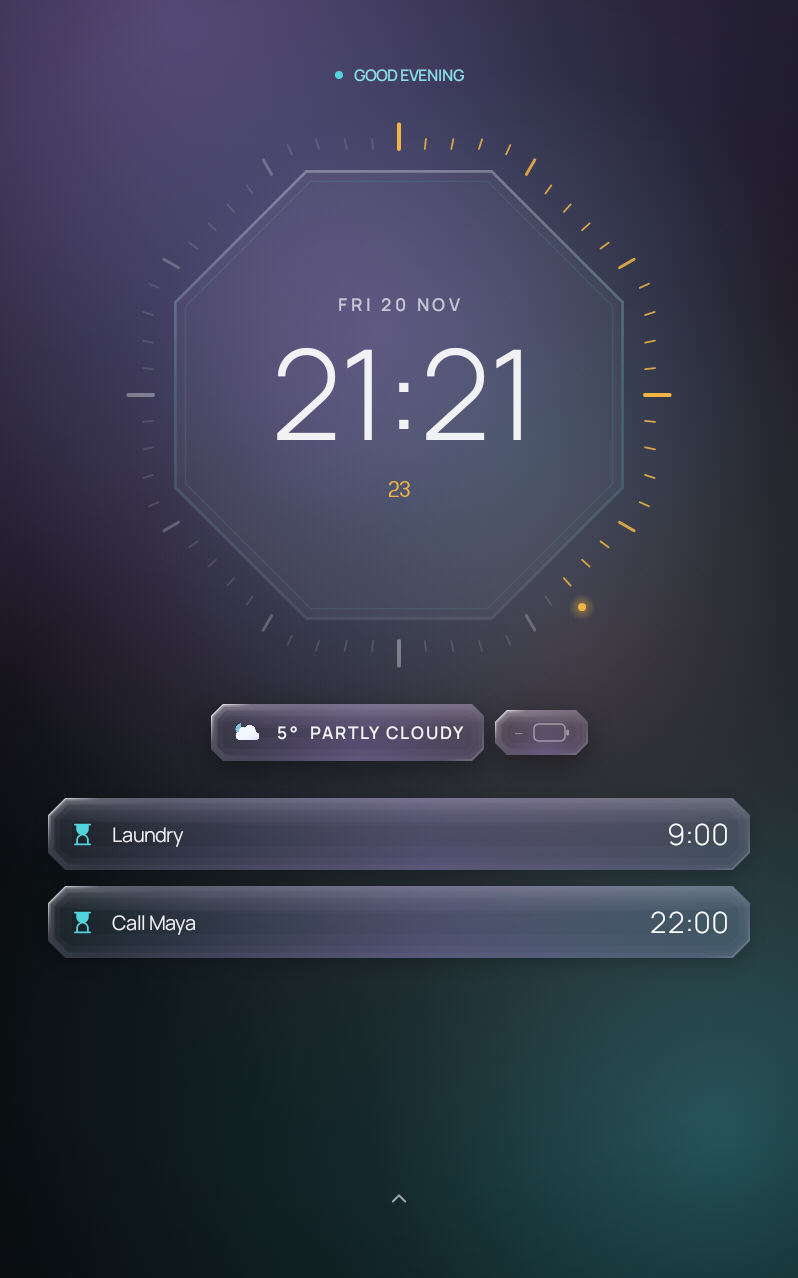 GOOD EVENING
FRI 20 NOV
21:21
23
5° PARTLY CLOUDY
–
Laundry 9:00
Call Maya 22:00